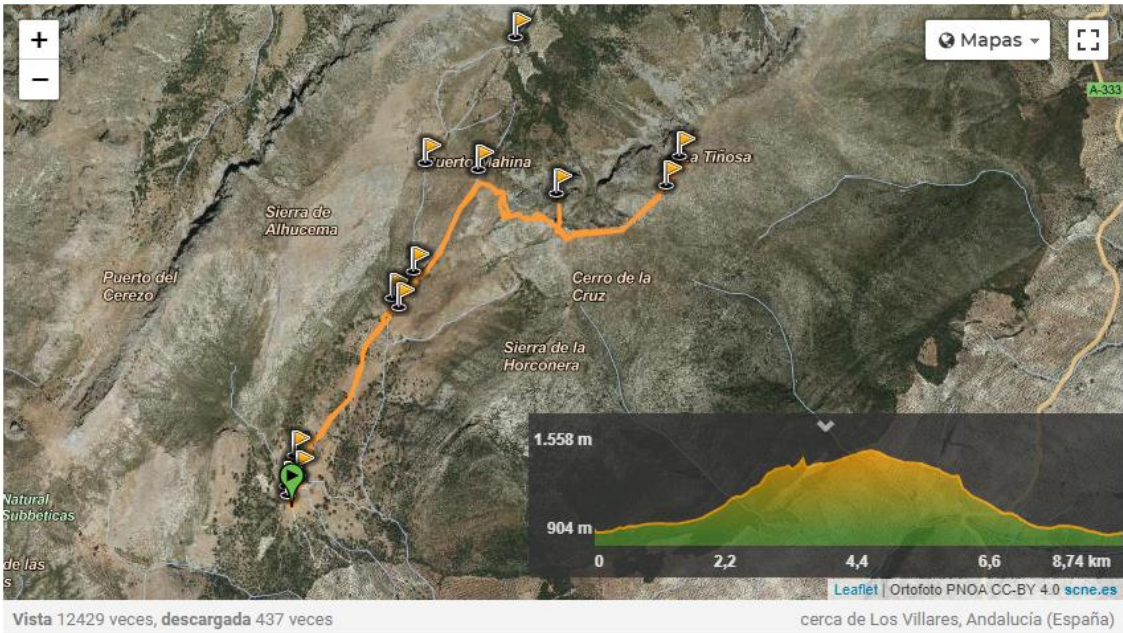 +
−
Mapas
A-333
Puerto Mahina
La Tiñosa
Sierra de
Alhucema
Puerto del
Cerezo
Cerro de la
Cruz
Sierra de la
Horconera
Natural
Subbéticas
de las
s
1.558 m
904 m
0 2,2 4,4 6,6 8,74 km
Leaflet | Ortofoto PNOA CC-BY 4.0 scne.es
Vista 12429 veces, descargada 437 veces
cerca de Los Villares, Andalucía (España)